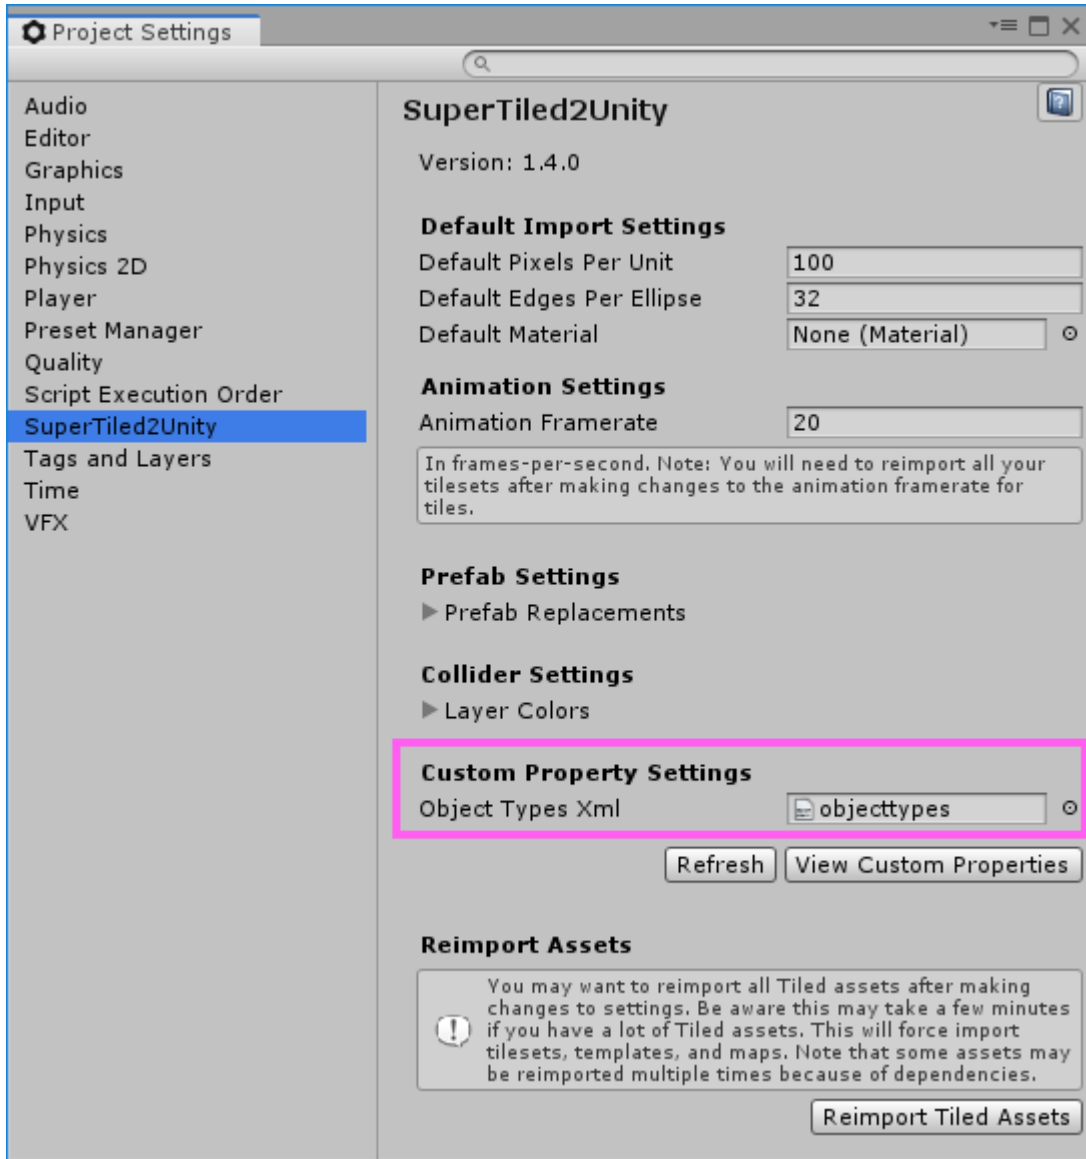 Project Settings
Audio
Editor
Graphics
Input
Physics
Physics 2D
Player
Preset Manager
Quality
Script Execution Order
SuperTiled2Unity
Tags and Layers
Time
VFX
SuperTiled2Unity
Version: 1.4.0
Default Import Settings
Default Pixels Per Unit 100
Default Edges Per Ellipse 32
Default Material None (Material)
Animation Settings
Animation Framerate 20
In frames-per-second. Note: You will need to reimport all your
tilesets after making changes to the animation framerate for
tiles.
Prefab Settings
Prefab Replacements
Collider Settings
Layer Colors
Custom Property Settings
Object Types Xml objecttypes
Refresh View Custom Properties
Reimport Assets
You may want to reimport all Tiled assets after making
changes to settings. Be aware this may take a few minutes
if you have a lot of Tiled assets. This will force import
tilesets, templates, and maps. Note that some assets may
be reimported multiple times because of dependencies.
Reimport Tiled Assets